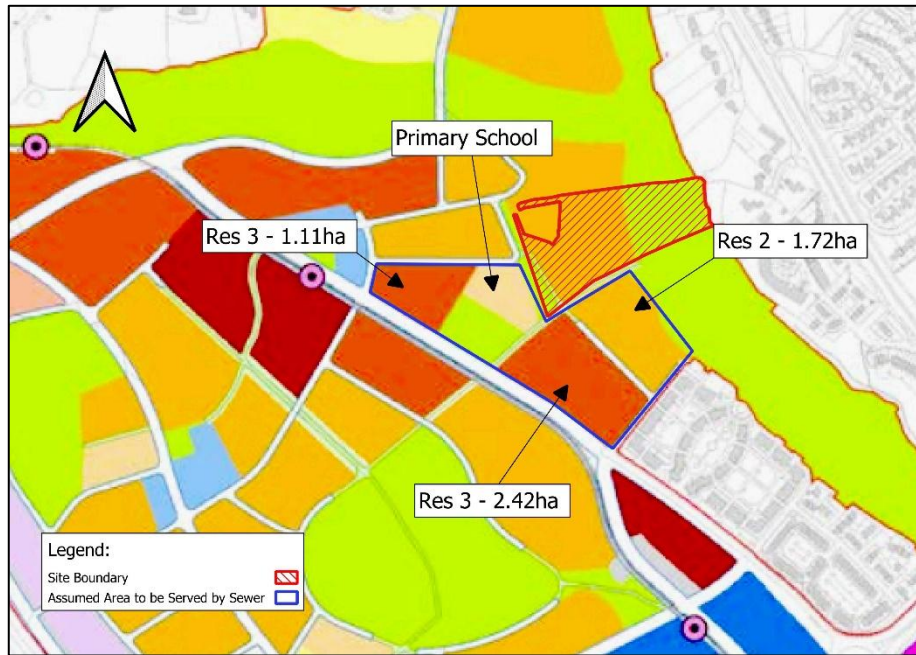 Primary School
Res 3 - 1.11ha
Res 2 - 1.72ha
Res 3 - 2.42ha
Legend:
Site Boundary
Assumed Area to be Served by Sewer